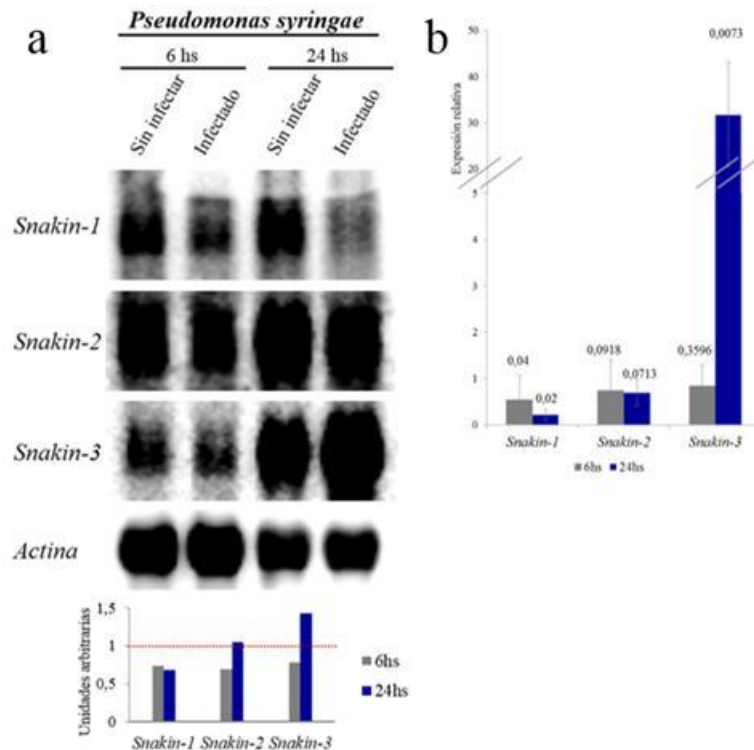 a
Pseudomonas syringae
6 hs
24 hs
Sin infectar
Infectado
Sin infectar
Infectado
Snakin-1
Snakin-2
Snakin-3
Actina
Unidades arbitrarias
1,5
1
0,5
0
Snakin-1 Snakin-2 Snakin-3
6hs
24hs
b
Expresión relativa
50
40
30
20
5
4
3
2
1
0
0,04
0,02
0,0918
0,0713
0,3596
0,0073
Snakin-1 Snakin-2 Snakin-3
6hs 24hs